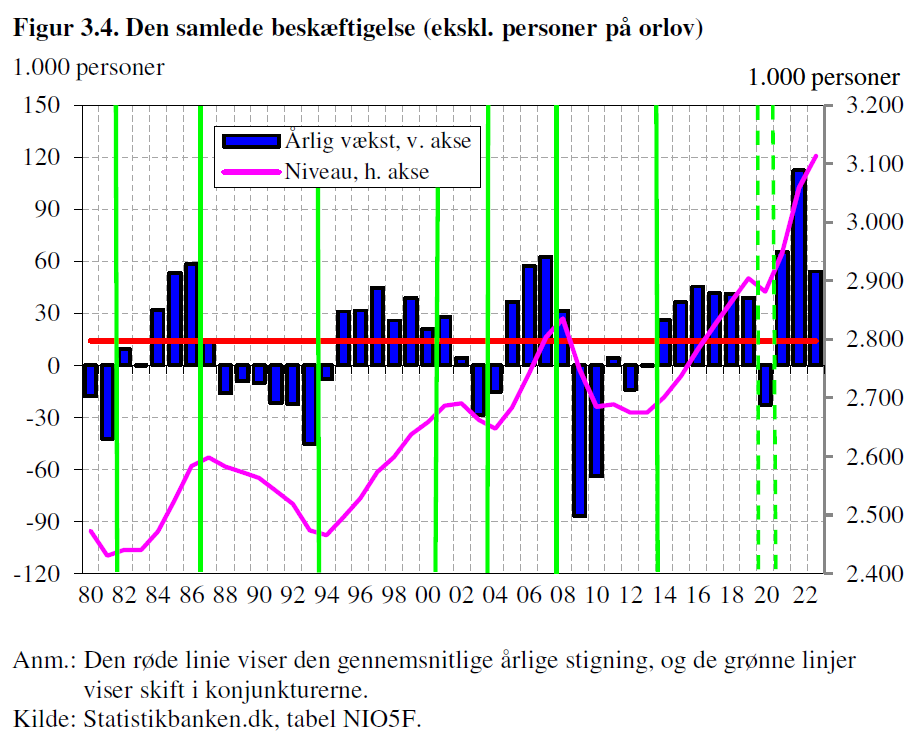 Figur 3.4. Den samlede beskæftigelse (ekskl. personer på orlov)
1.000 personer
1.000 personer
150
120
90
60
30
0
-30
-60
-90
-120
Årlig vækst, v. akse
Niveau, h. akse
3.200
3.100
3.000
2.900
2.800
2.700
2.600
2.500
2.400
80 82 84 86 88 90 92 94 96 98 00 02 04 06 08 10 12 14 16 18 20 22
Anm.: Den røde linie viser den gennemsnitlige årlige stigning, og de grønne linjer
viser skift i konjunkturerne.
Kilde: Statistikbanken.dk, tabel NIO5F.